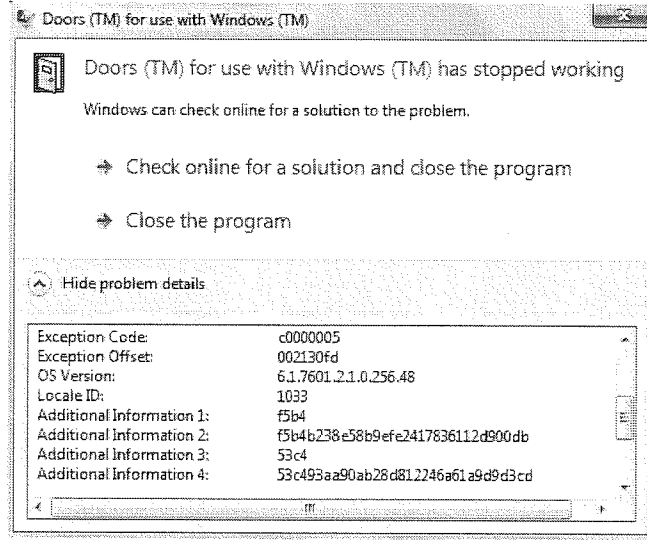 Doors (TM) for use with Windows (TM)
Doors (TM) for use with Windows (TM) has stopped working
Windows can check online for a solution to the problem.
Check online for a solution and close the program
Close the program
Hide problem details
Exception Code: c0000005
Exception Offset: 002130fd
OS Version: 6.1.7601.2.1.0.256.48
Locale ID: 1033
Additional Information 1: f5b4
Additional Information 2: f5b4b238e58b9efe2417836112d900db
Additional Information 3: 53c4
Additional Information 4: 53c493aa90ab28d812246a61a9d9d3cd